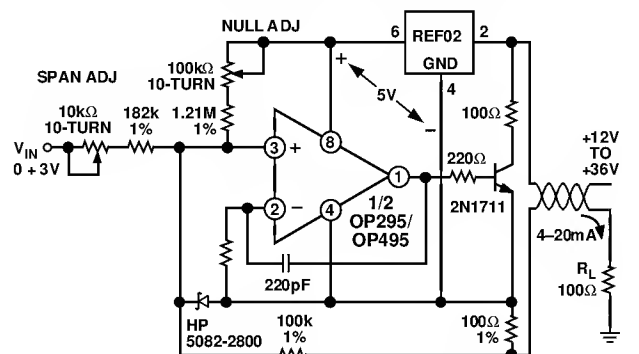 NULL ADJ
6
REF02
2
GND
4
SPAN ADJ
100kΩ
10-TURN
+
5V
–
100Ω
10kΩ
10-TURN
182k
1%
1.21M
1%
+12V
TO
+36V
VIN
0 + 3V
3
+
8
1
220Ω
2N1711
2
–
4
1/2
OP295/
OP495
4–20mA
220pF
RL
100Ω
HP
5082-2800
100k
1%
100Ω
1%